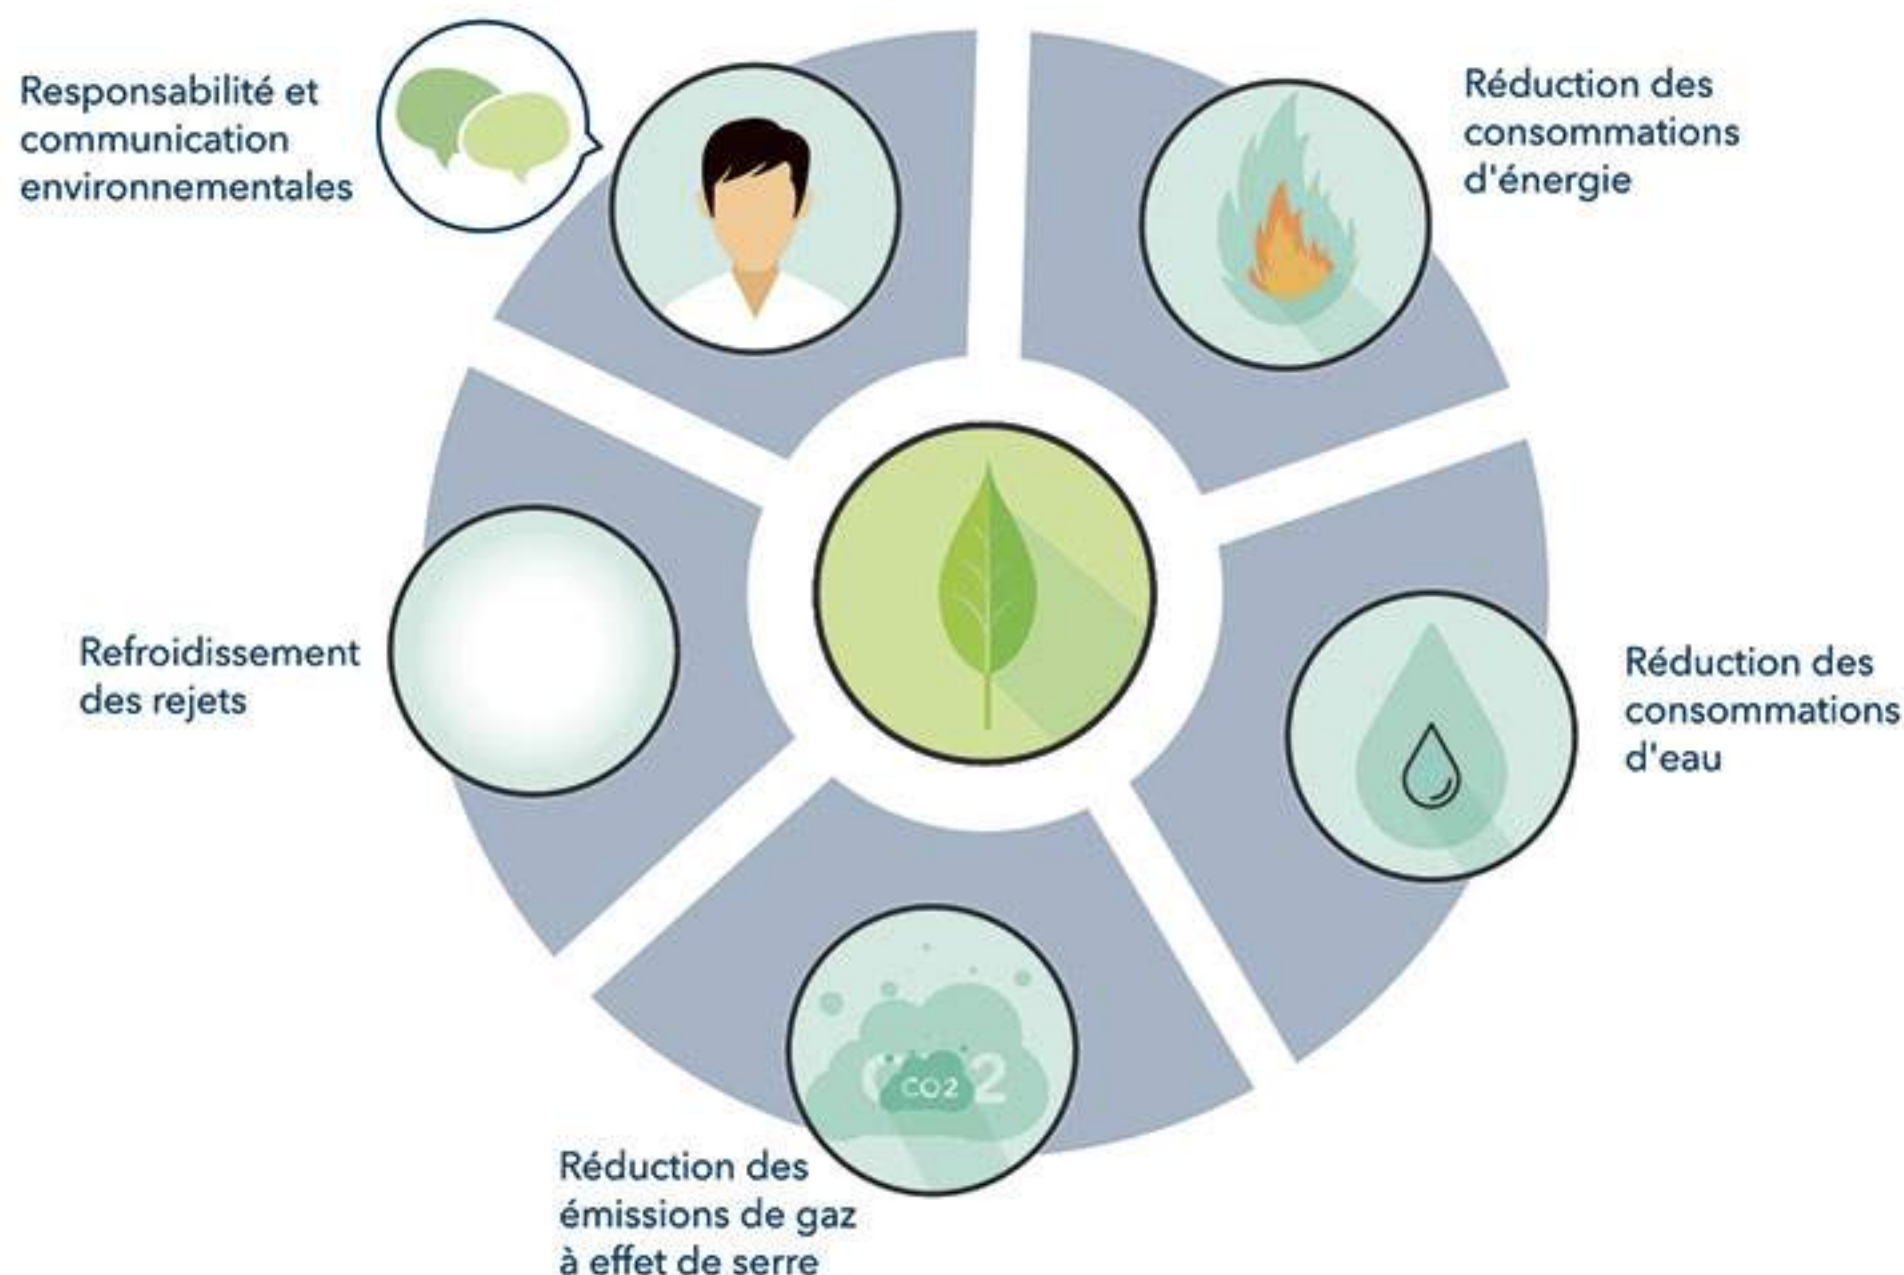 Responsabilité et
communication
environnementales
Réduction des
consommations
d'énergie
Refroidissement
des rejets
Réduction des
consommations
d'eau
CO2
CO2
Réduction des
émissions de gaz
à effet de serre